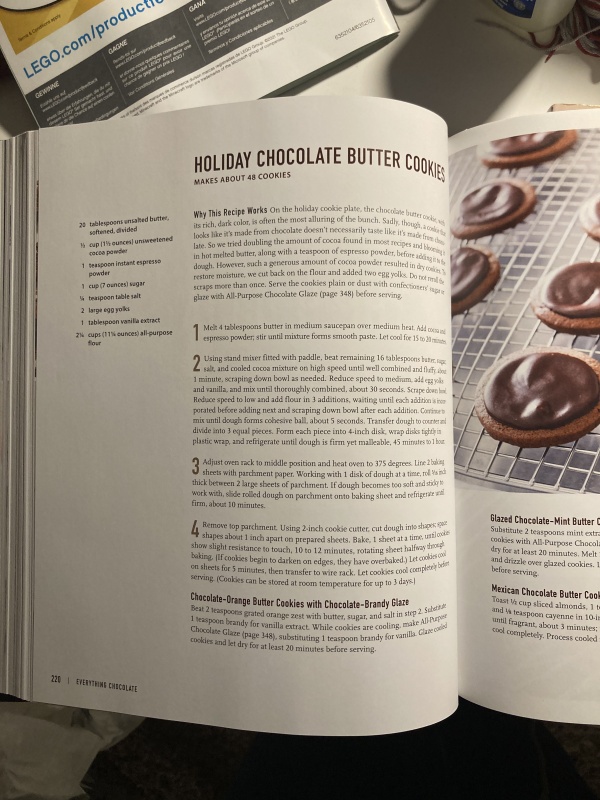 LEGO.com/productfeedback
GEWINNE
GAGNE
GANA
Terms & Conditions apply
Voir Conditions Générales
Términos y Condiciones aplicables
HOLIDAY CHOCOLATE BUTTER COOKIES
MAKES ABOUT 48 COOKIES
20 tablespoons unsalted butter,
softened, divided
½ cup (1½ ounces) unsweetened
cocoa powder
1 teaspoon instant espresso
powder
1 cup (7 ounces) sugar
¼ teaspoon table salt
2 large egg yolks
1 tablespoon vanilla extract
2¼ cups (11¼ ounces) all-purpose
flour
Why This Recipe Works On the holiday cookie plate, the chocolate butter cookie, with
its rich, dark color, is often the most alluring of the bunch. Sadly, though, a cookie that
looks like it's made from chocolate doesn't necessarily taste like it's made from chocolate.
late. So we tried doubling the amount of cocoa found in most recipes and blooming it
in hot melted butter, along with a teaspoon of espresso powder, before adding it to the
dough. However, such a generous amount of cocoa powder resulted in dry cookies. To
restore moisture, we cut back on the flour and added two egg yolks. Do not reroll the
scraps more than once. Serve the cookies plain or dust with confectioners' sugar or
glaze with All-Purpose Chocolate Glaze (page 348) before serving.
1 Melt 4 tablespoons butter in medium saucepan over medium heat. Add cocoa and
espresso powder; stir until mixture forms smooth paste. Let cool for 15 to 20 minutes.
2 Using stand mixer fitted with paddle, beat remaining 16 tablespoons butter, sugar,
salt, and cooled cocoa mixture on high speed until well combined and fluffy, about
1 minute, scraping down bowl as needed. Reduce speed to medium, add egg yolks
and vanilla, and mix until thoroughly combined, about 30 seconds. Scrape down bowl.
Reduce speed to low and add flour in 3 additions, waiting until each addition is incor-
porated before adding next and scraping down bowl after each addition. Continue to
mix until dough forms cohesive ball, about 5 seconds. Transfer dough to counter and
divide into 3 equal pieces. Form each piece into 4-inch disk, wrap disks tightly in
plastic wrap, and refrigerate until dough is firm yet malleable, 45 minutes to 1 hour.
3 Adjust oven rack to middle position and heat oven to 375 degrees. Line 2 baking
sheets with parchment paper. Working with 1 disk of dough at a time, roll ⅛ inch
thick between 2 large sheets of parchment. If dough becomes too soft and sticky to
work with, slide rolled dough on parchment onto baking sheet and refrigerate until
firm, about 10 minutes.
4 Remove top parchment. Using 2-inch cookie cutter, cut dough into shapes; space
shapes about 1 inch apart on prepared sheets. Bake, 1 sheet at a time, until cookies
show slight resistance to touch, 10 to 12 minutes, rotating sheet halfway through
baking. (If cookies begin to darken on edges, they have overbaked.) Let cookies cool
on sheets for 5 minutes, then transfer to wire rack. Let cookies cool completely before
serving. (Cookies can be stored at room temperature for up to 3 days.)
Chocolate-Orange Butter Cookies with Chocolate-Brandy Glaze
Beat 2 teaspoons grated orange zest with butter, sugar, and salt in step 2. Substitute
1 teaspoon brandy for vanilla extract. While cookies are cooling, make All-Purpose
Chocolate Glaze (page 348), substituting 1 teaspoon brandy for vanilla. Glaze cooled
cookies and let dry for at least 20 minutes before serving.
220 | EVERYTHING CHOCOLATE
Glazed Chocolate-Mint Butter C
Substitute 2 teaspoons mint extra
cookies with All-Purpose Chocola
dry for at least 20 minutes. Melt
and drizzle over glazed cookies. L
before serving.
Mexican Chocolate Butter Cook
Toast ½ cup sliced almonds, 1 t
and ⅛ teaspoon cayenne in 10-in
until fragrant, about 3 minutes;
cool completely. Process cooled